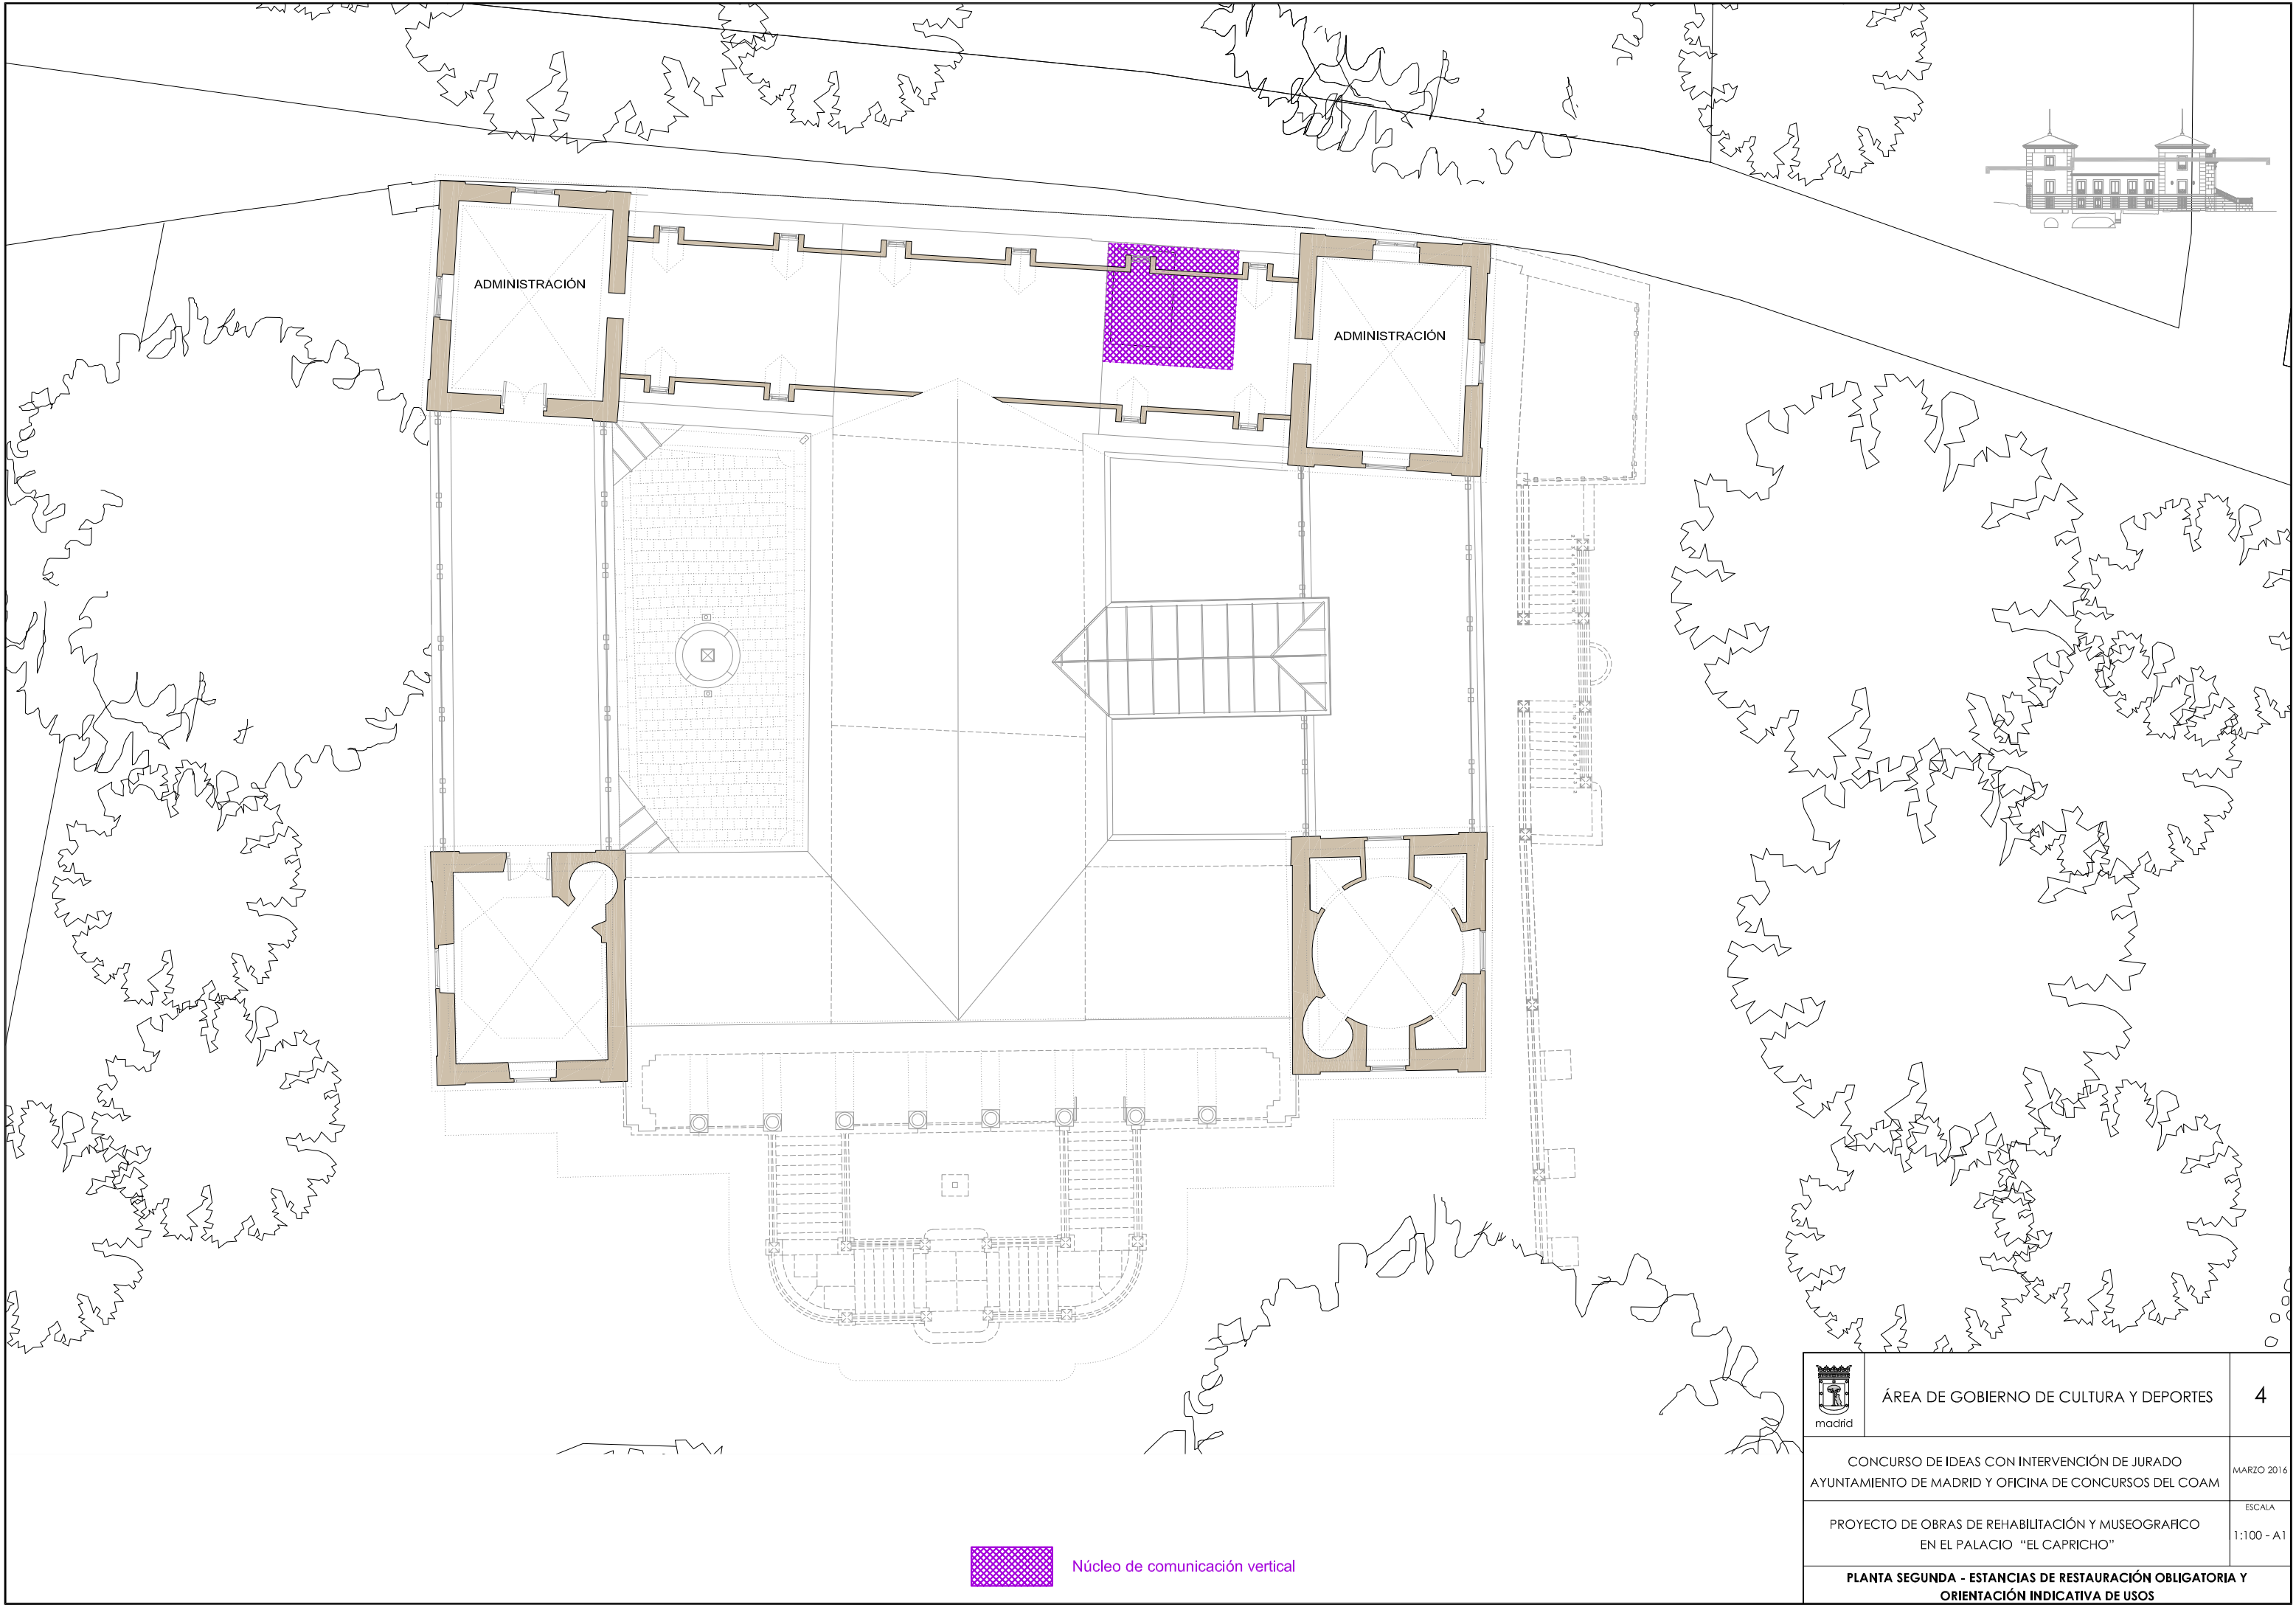 ADMINISTRACIÓN
ADMINISTRACIÓN
Núcleo de comunicación vertical
madrid
ÁREA DE GOBIERNO DE CULTURA Y DEPORTES
4
CONCURSO DE IDEAS CON INTERVENCIÓN DE JURADO
AYUNTAMIENTO DE MADRID Y OFICINA DE CONCURSOS DEL COAM
MARZO 2016
PROYECTO DE OBRAS DE REHABILITACIÓN Y MUSEOGRAFICO
EN EL PALACIO "EL CAPRICHO"
ESCALA
1:100 - A1
PLANTA SEGUNDA - ESTANCIAS DE RESTAURACIÓN OBLIGATORIA Y
ORIENTACIÓN INDICATIVA DE USOS